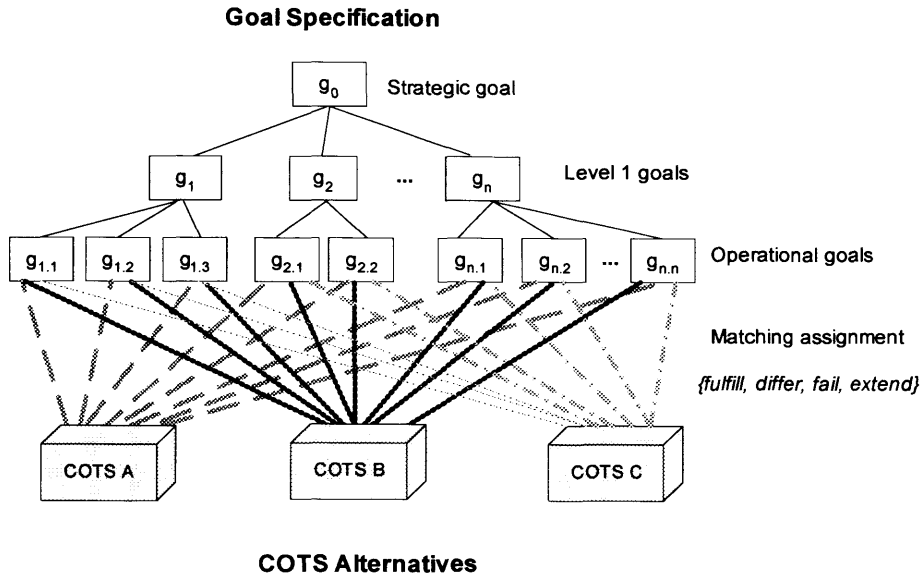 Goal Specification
g0 Strategic goal
g1 g2 ... gn Level 1 goals
g1.1 g1.2 g1.3 g2.1 g2.2 gn.1 gn.2 ... gn.n Operational goals
Matching assignment
{fulfill, differ, fail, extend}
COTS A COTS B COTS C
COTS Alternatives